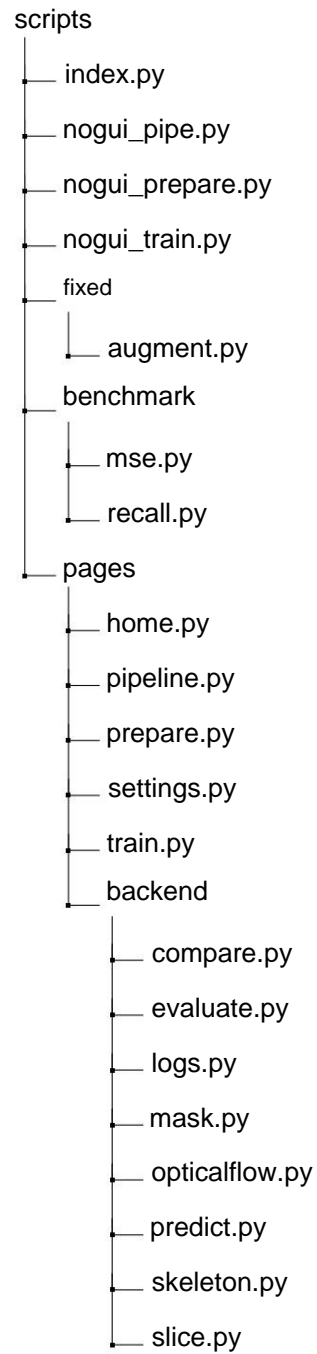 scripts
index.py
nogui_pipe.py
nogui_prepare.py
nogui_train.py
fixed
augment.py
benchmark
mse.py
recall.py
pages
home.py
pipeline.py
prepare.py
settings.py
train.py
backend
compare.py
evaluate.py
logs.py
mask.py
opticalflow.py
predict.py
skeleton.py
slice.py